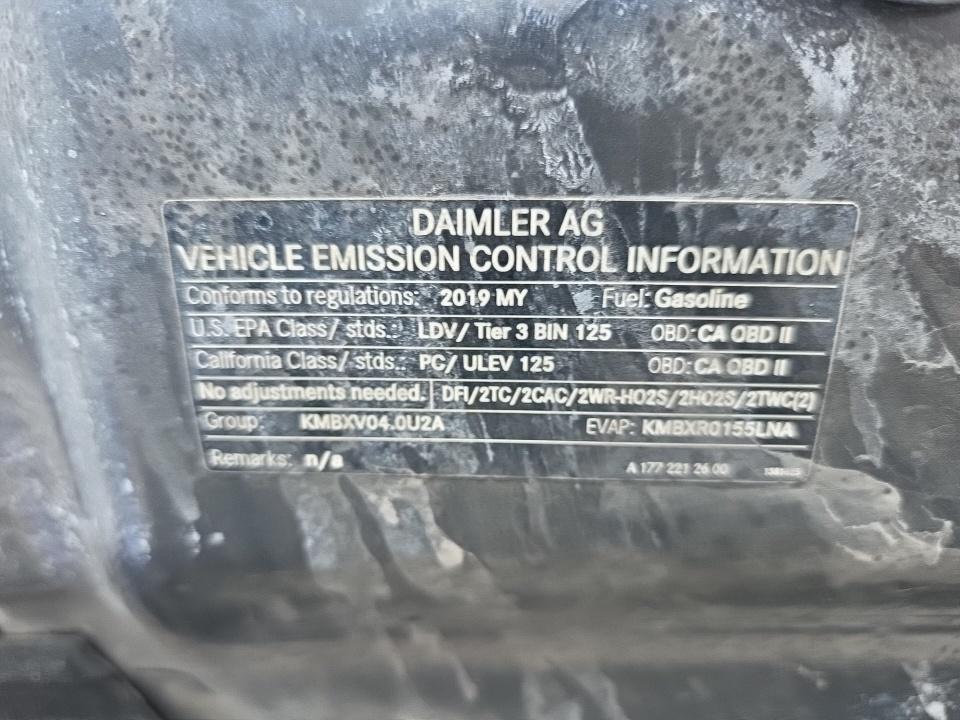 DAIMLER AG
VEHICLE EMISSION CONTROL INFORMATION
Conforms to regulations: 2019 MY Fuel: Gasoline
U.S. EPA Class/ stds.: LDV/ Tier 3 BIN 125 OBD: CA OBD II
California Class/ stds.: PC/ ULEV 125 OBD: CA OBD II
No adjustments needed. DFI/2TC/2CAC/2WR-HO2S/2HO2S/2TWC(2)
Group: KMBXV04.0U2A EVAP: KMBXR0155LNA
Remarks: n/a A 177 221 26 00